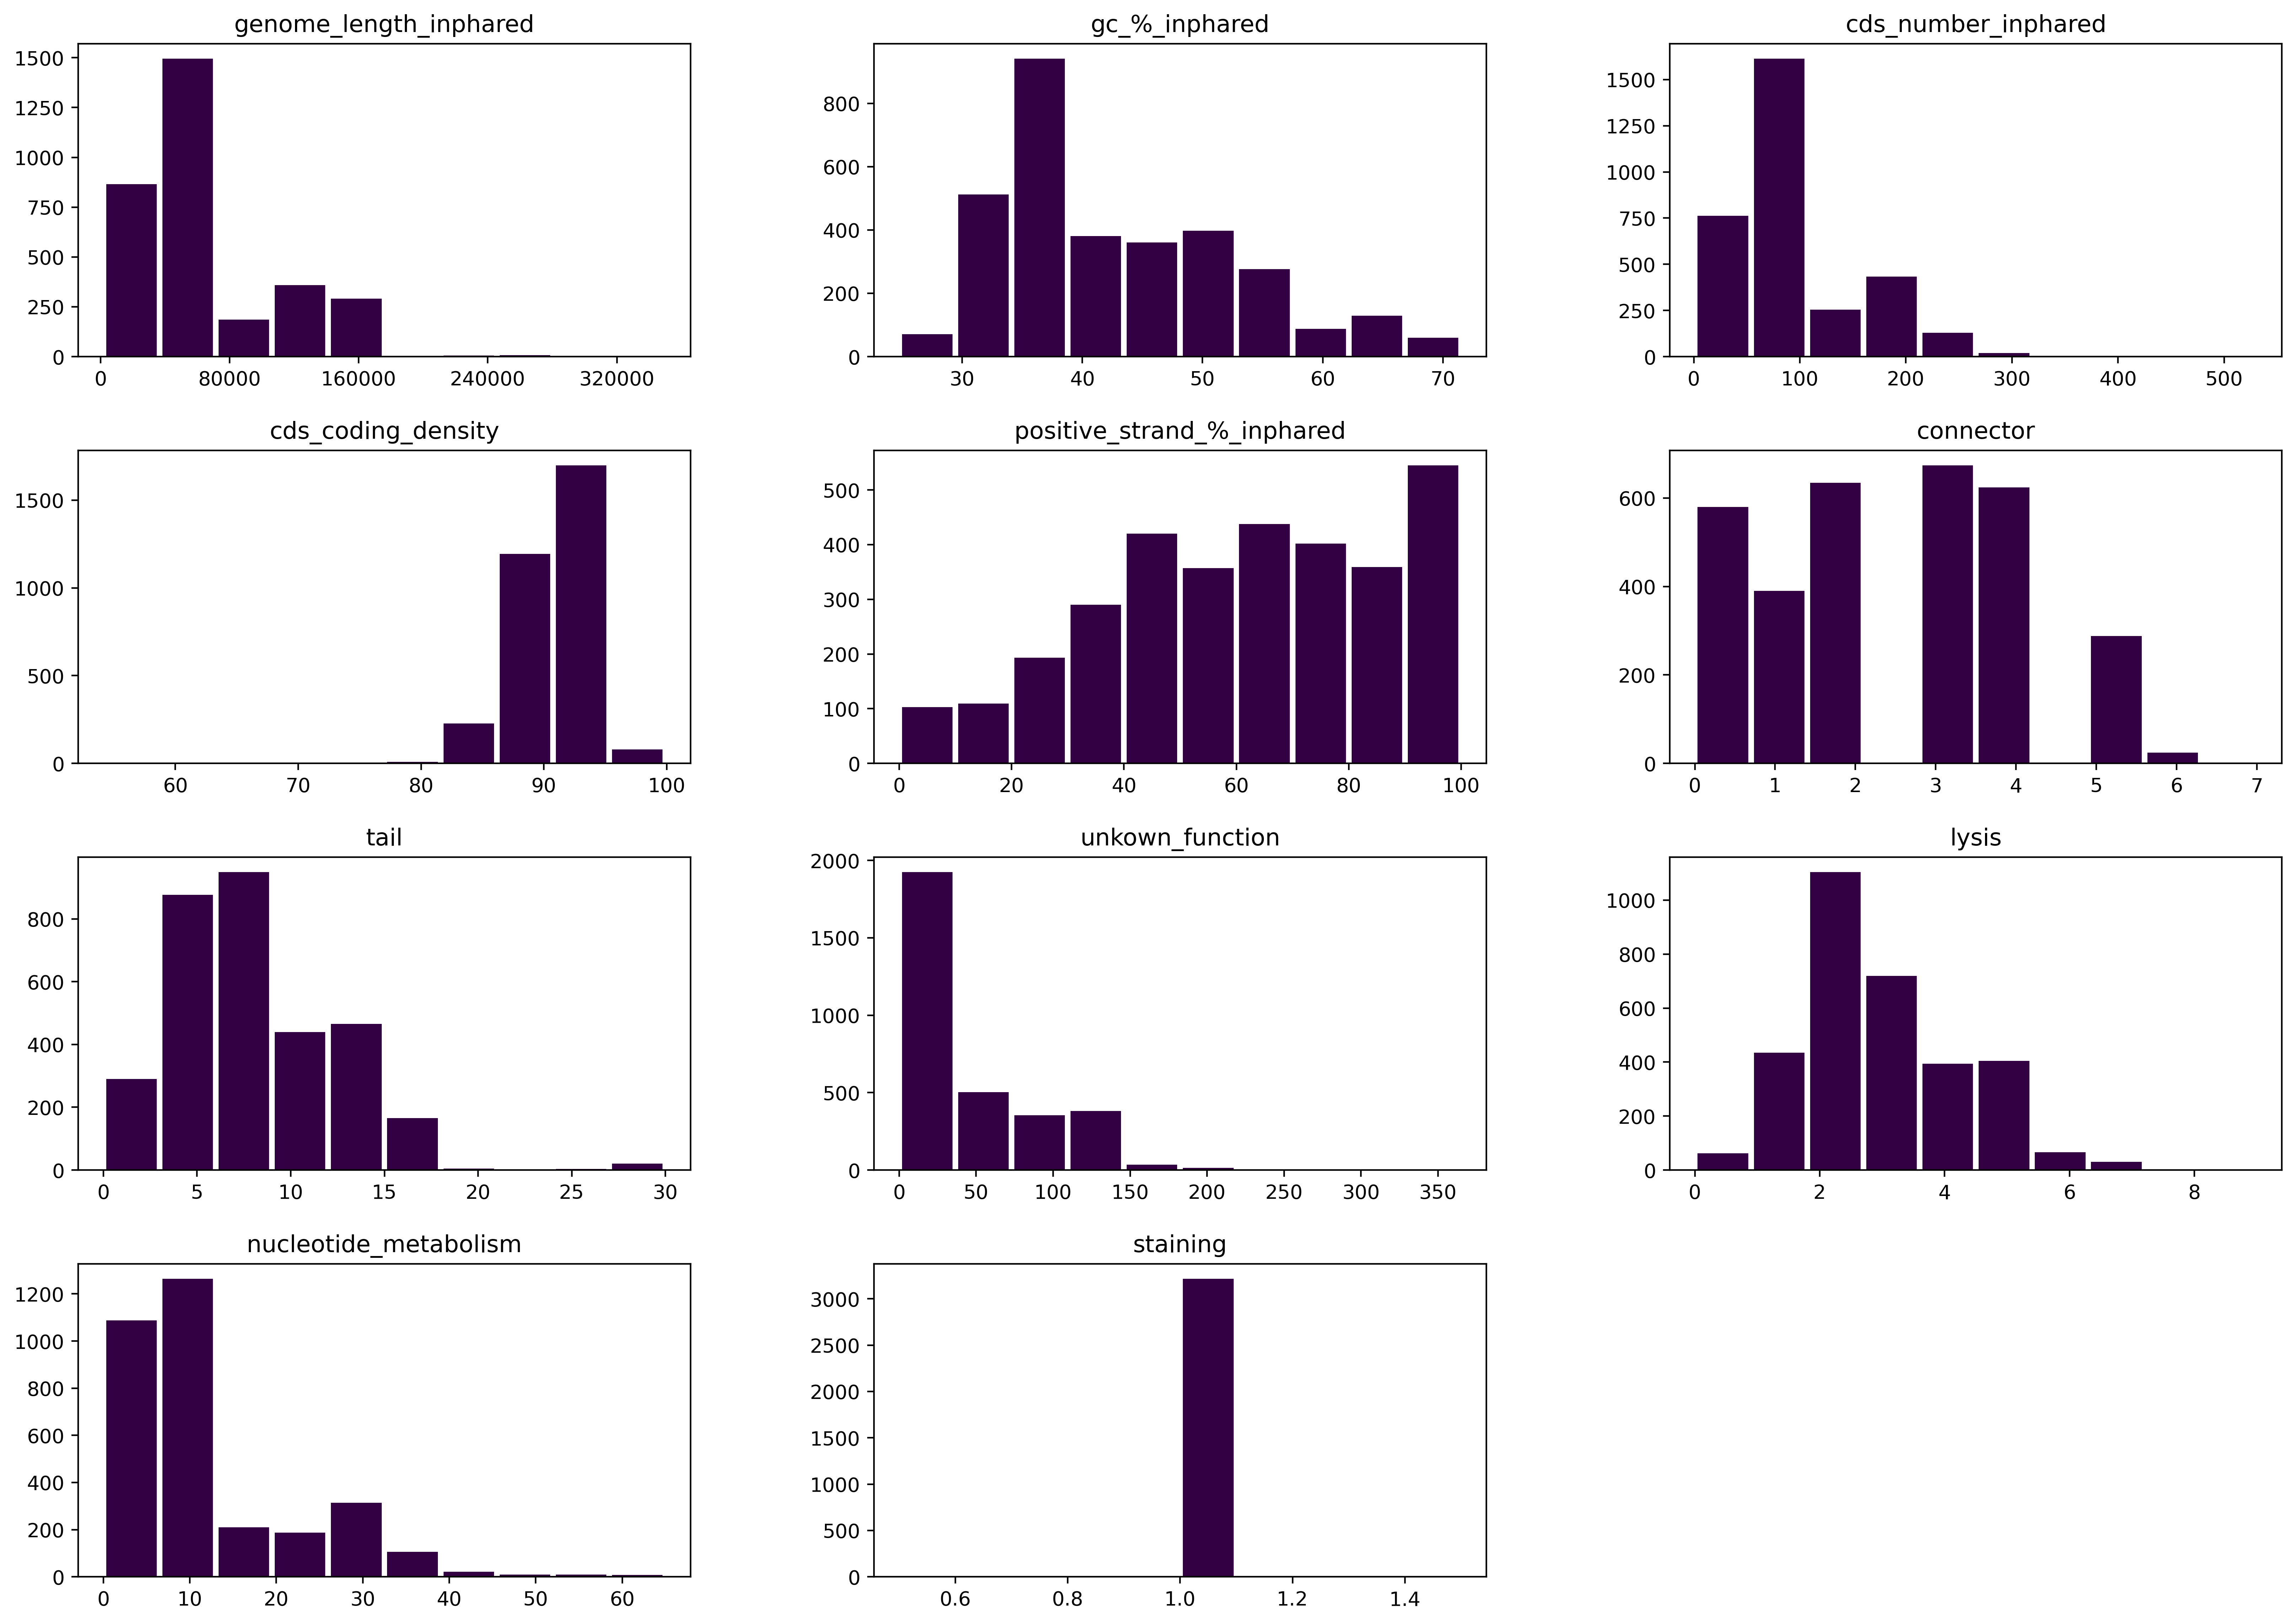 genome_length_inphared
gc_%_inphared
cds_number_inphared
1500
1250
1000
750
500
250
0
0 80000 160000 240000 320000
800
600
400
200
0
30 40 50 60 70
1500
1250
1000
750
500
250
0
0 100 200 300 400 500
cds_coding_density
positive_strand_%_inphared
connector
1500
1000
500
0
60 70 80 90 100
500
400
300
200
100
0
0 20 40 60 80 100
600
400
200
0
0 1 2 3 4 5 6 7
tail
unkown_function
lysis
800
600
400
200
0
0 5 10 15 20 25 30
2000
1500
1000
500
0
0 50 100 150 200 250 300 350
1000
800
600
400
200
0
0 2 4 6 8
nucleotide_metabolism
staining
1200
1000
800
600
400
200
0
0 10 20 30 40 50 60
3000
2500
2000
1500
1000
500
0
0.6 0.8 1.0 1.2 1.4